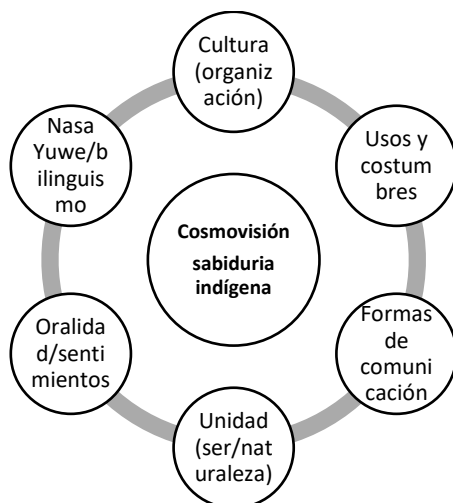 Cultura
(organiz
ación)
Usos y
costum
bres
Formas
de
comuni
cación
Unidad
(ser/nat
uraleza)
Oralida
d/senti
mientos
Nasa
Yuwe/b
ilinguis
mo
Cosmovisión
sabiduria
indígena